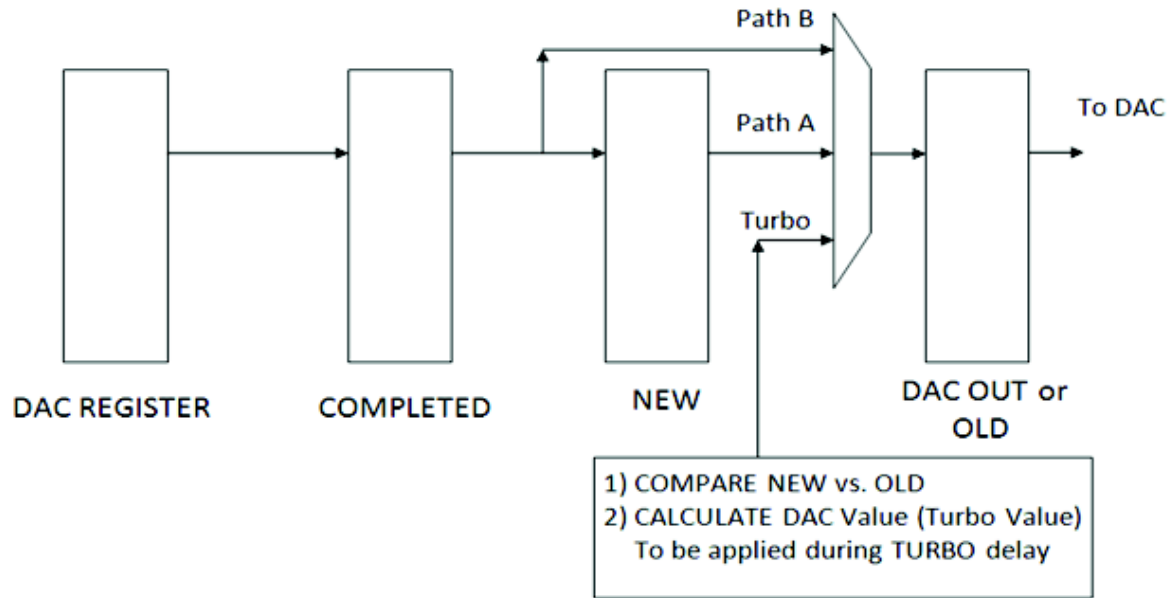 Path B
To DAC
Path A
Turbo
DAC REGISTER
COMPLETED
NEW
DAC OUT or
OLD
1) COMPARE NEW vs. OLD
2) CALCULATE DAC Value (Turbo Value)
To be applied during TURBO delay